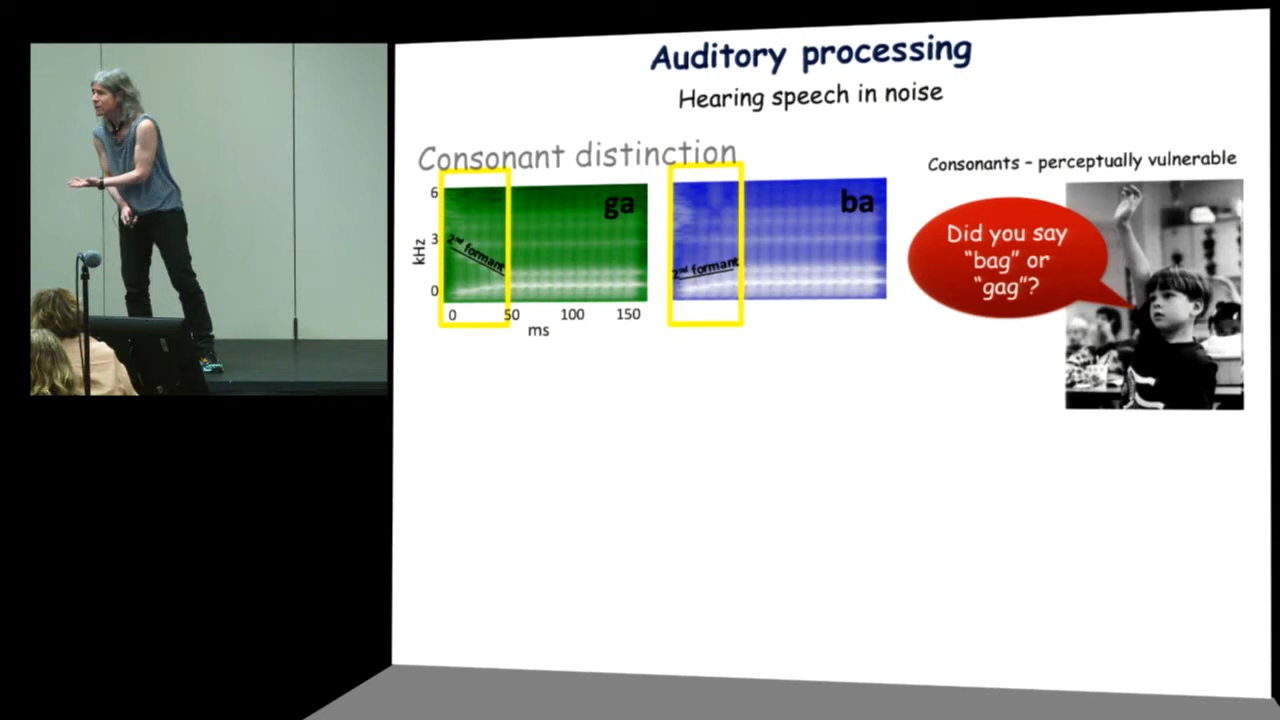 Auditory processing
Hearing speech in noise
Consonant distinction
Consonants – perceptually vulnerable
6
3
0
kHz
ga
2nd formant
0 50 100 150
ms
ba
2nd formant
Did you say
"bag" or
"gag"?